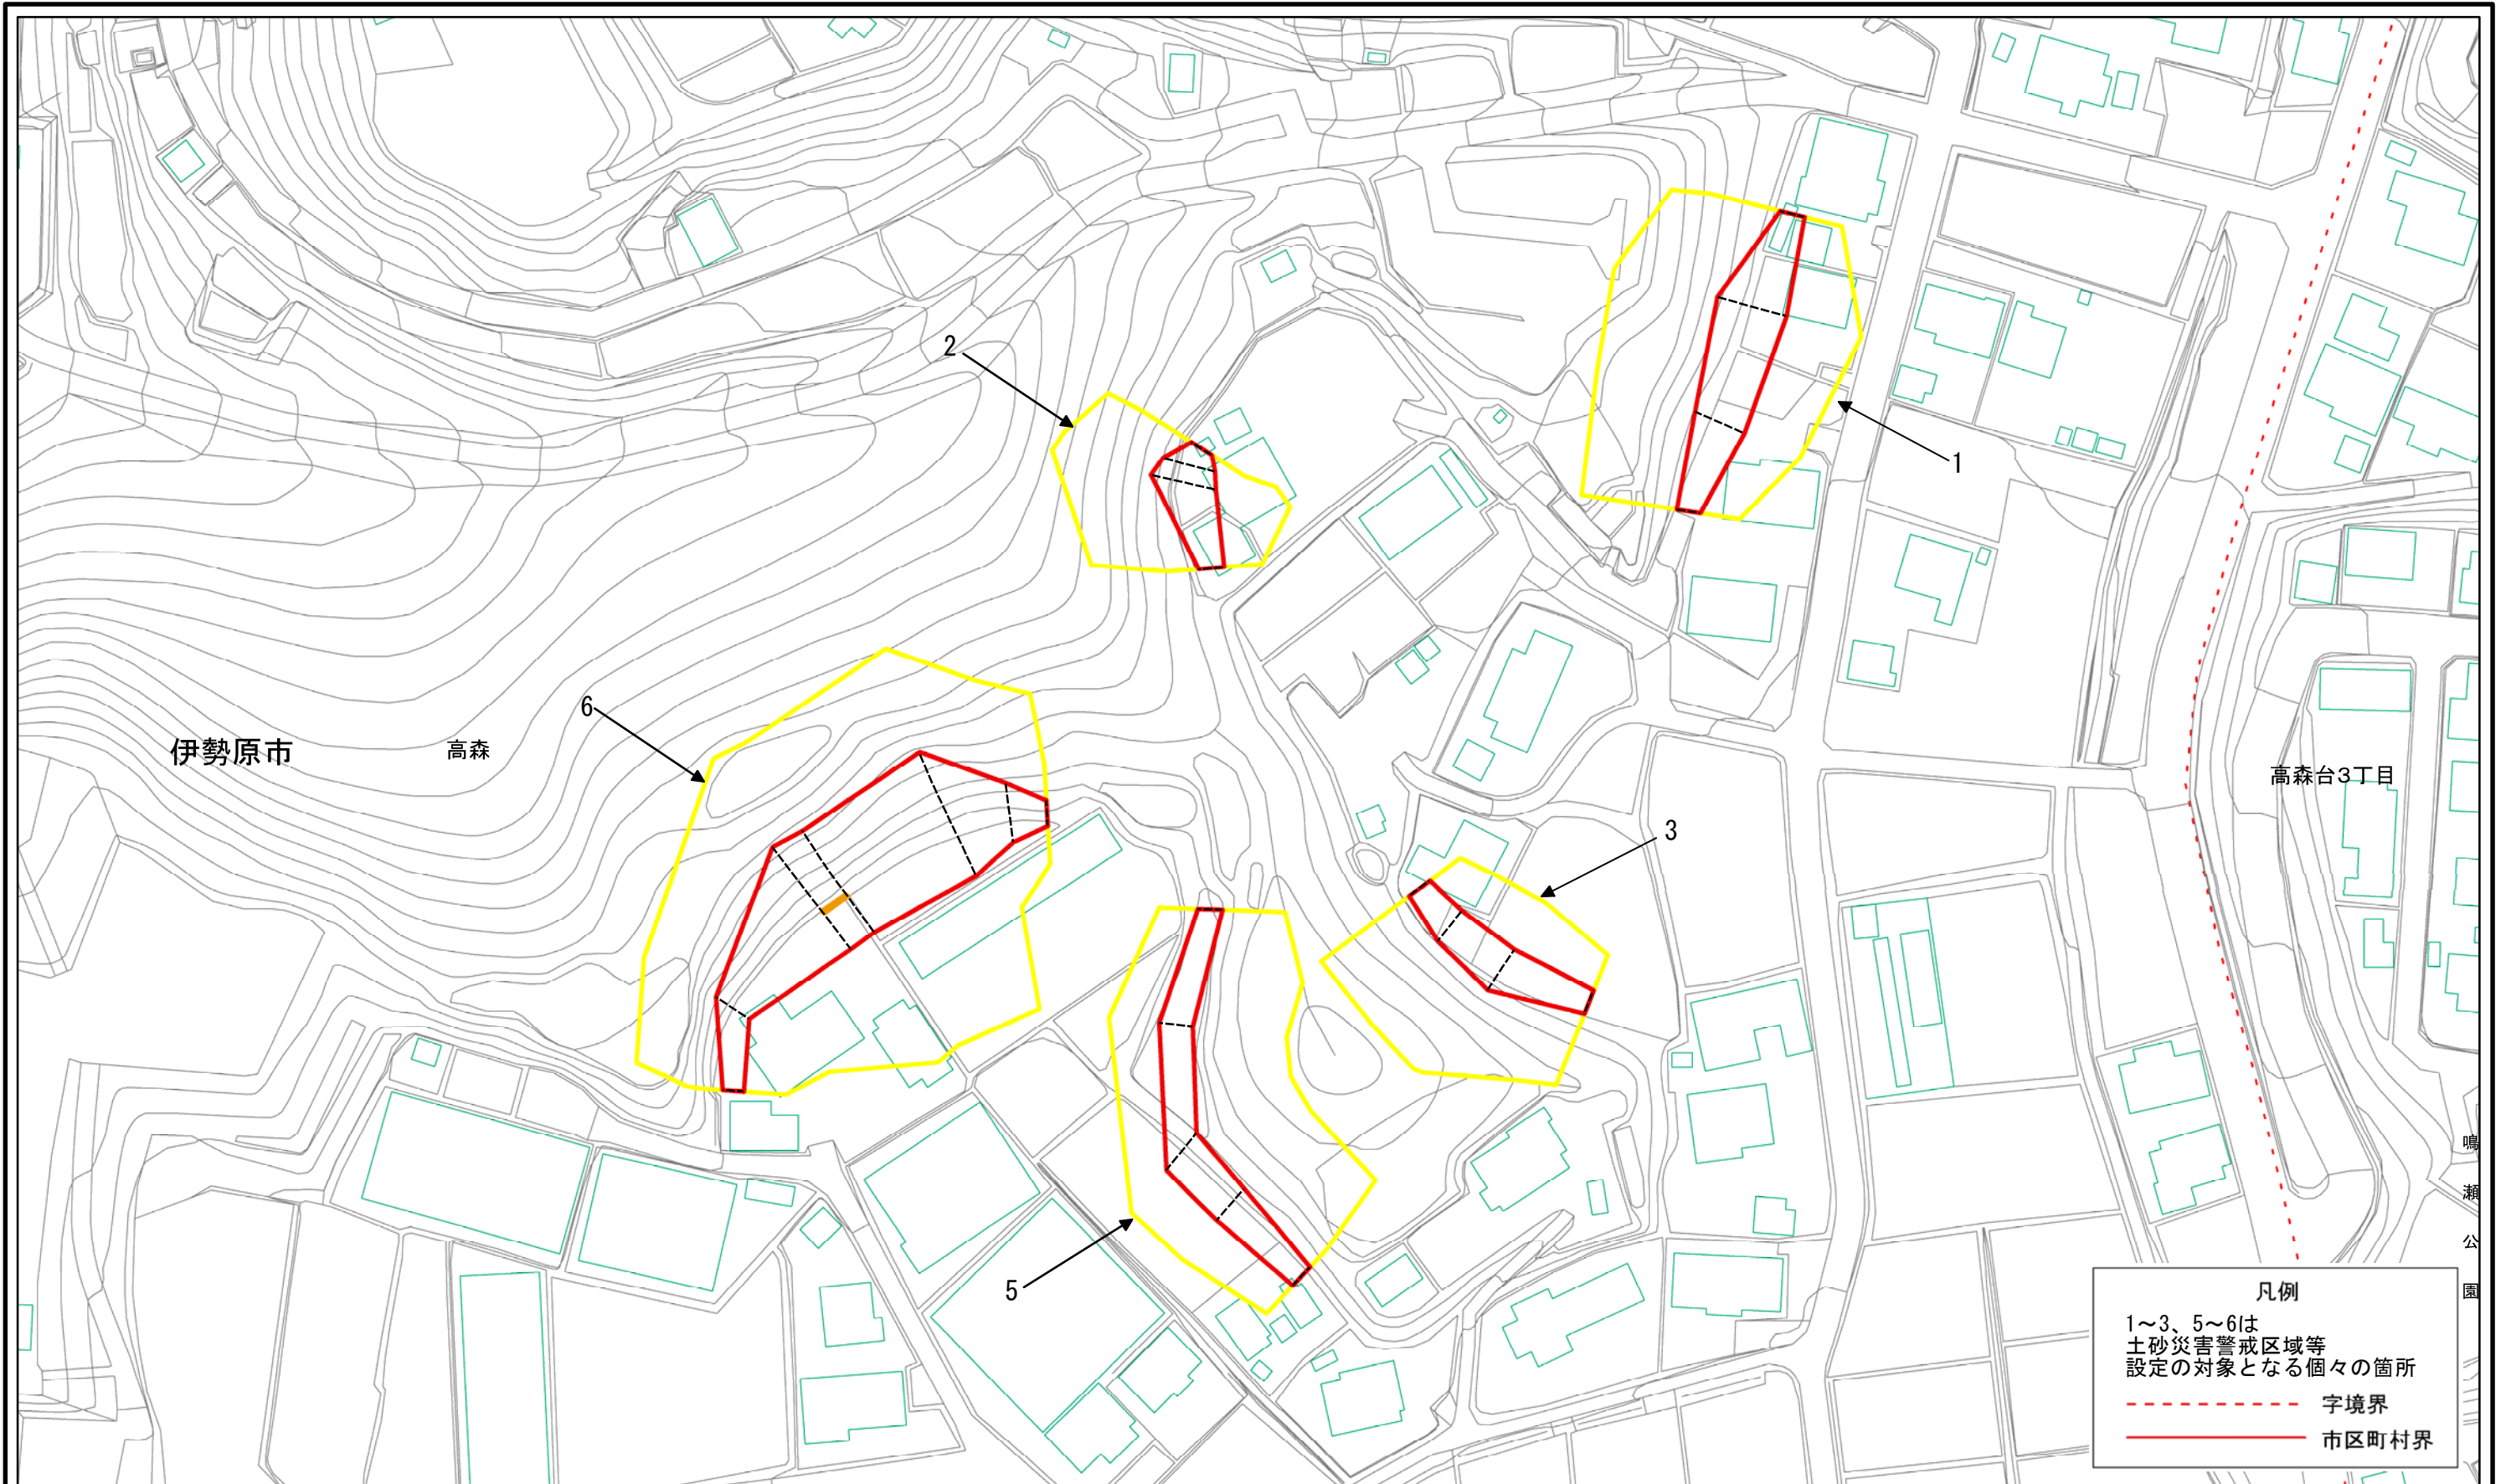 2
1
6
伊勢原市
高森
高森台3丁目
3
5
鳴
瀬
公
園
凡例
1～3、5～6は
土砂災害警戒区域等
設定の対象となる個々の箇所
字境界
市区町村界